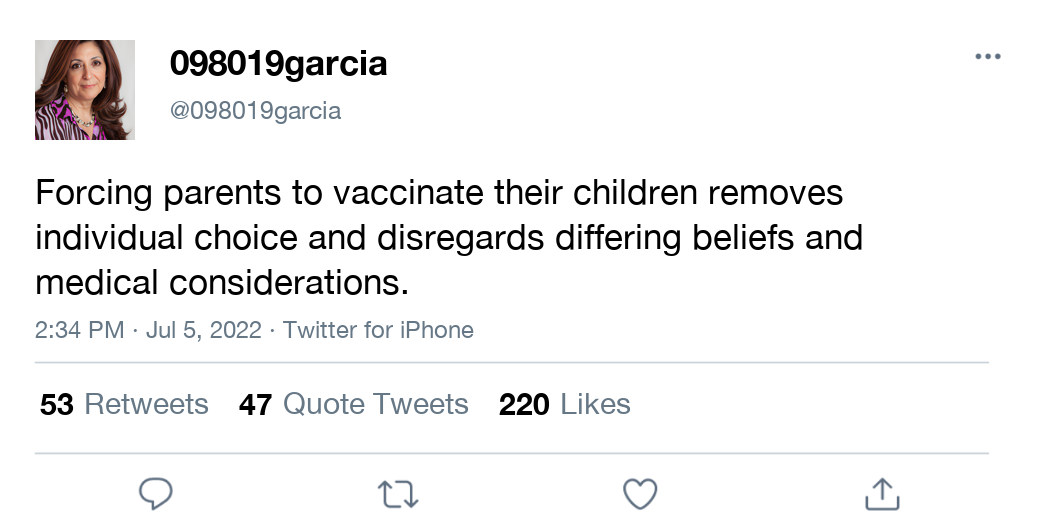 098019garcia
@098019garcia
Forcing parents to vaccinate their children removes
individual choice and disregards differing beliefs and
medical considerations.
2:34 PM · Jul 5, 2022 · Twitter for iPhone
53 Retweets 47 Quote Tweets 220 Likes